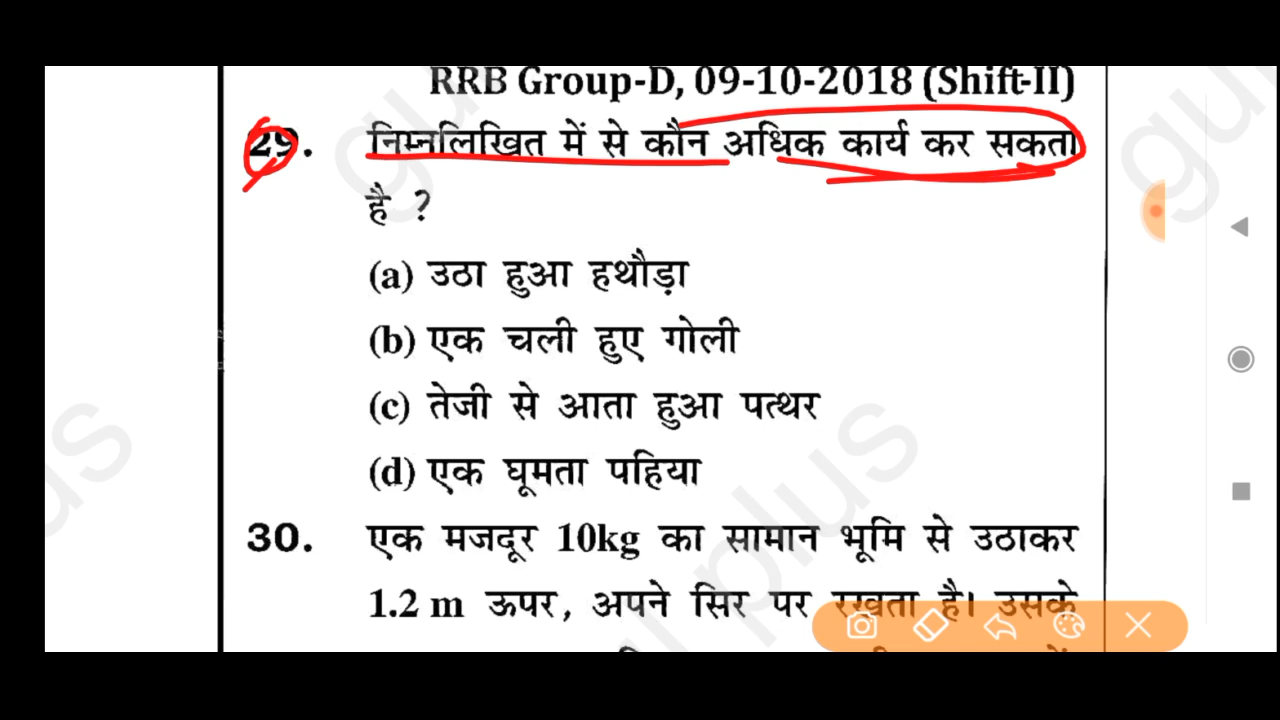 RRB Group-D, 09-10-2018 (Shift-II)
29. निम्नलिखित में से कौन अधिक कार्य कर सकता
है ?
(a) उठा हुआ हथौड़ा
(b) एक चली हुए गोली
(c) तेजी से आता हुआ पत्थर
(d) एक घूमता पहिया
30. एक मजदूर 10kg का सामान भूमि से उठाकर
1.2 m ऊपर, अपने सिर पर रखता है। उसके